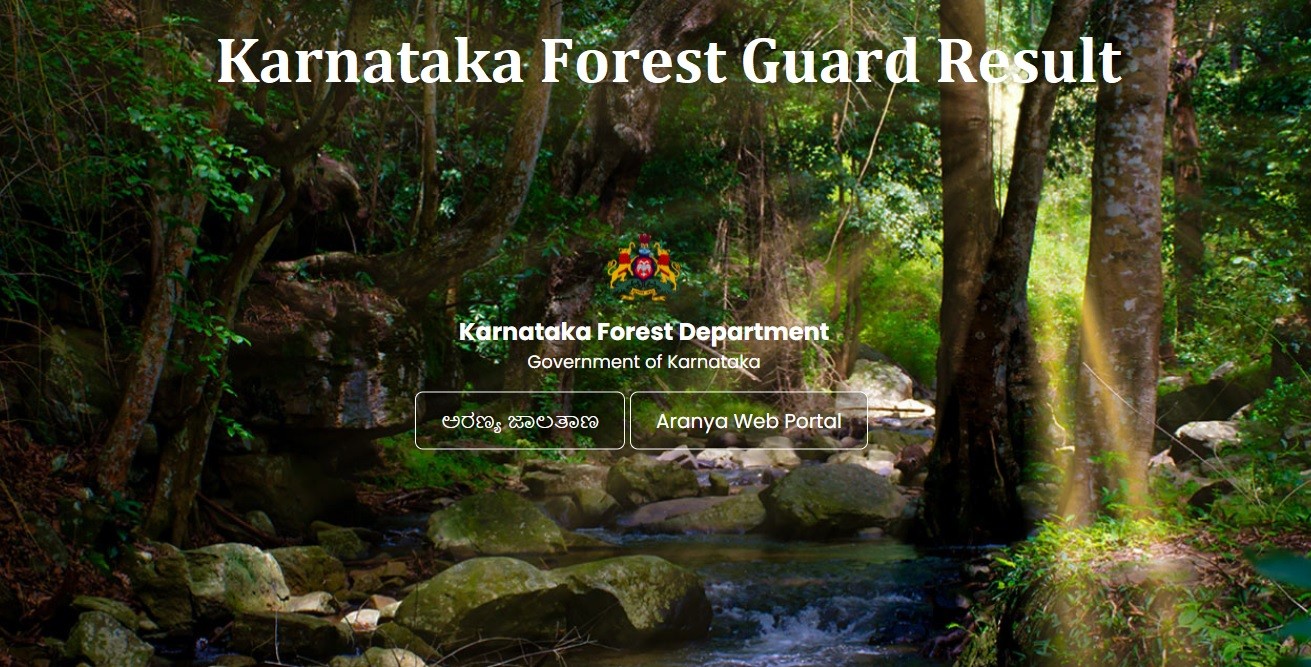 Karnataka Forest Guard Result
Karnataka Forest Department
Government of Karnataka
ಅರಣ್ಯ ಜಾಲತಾಣ
Aranya Web Portal